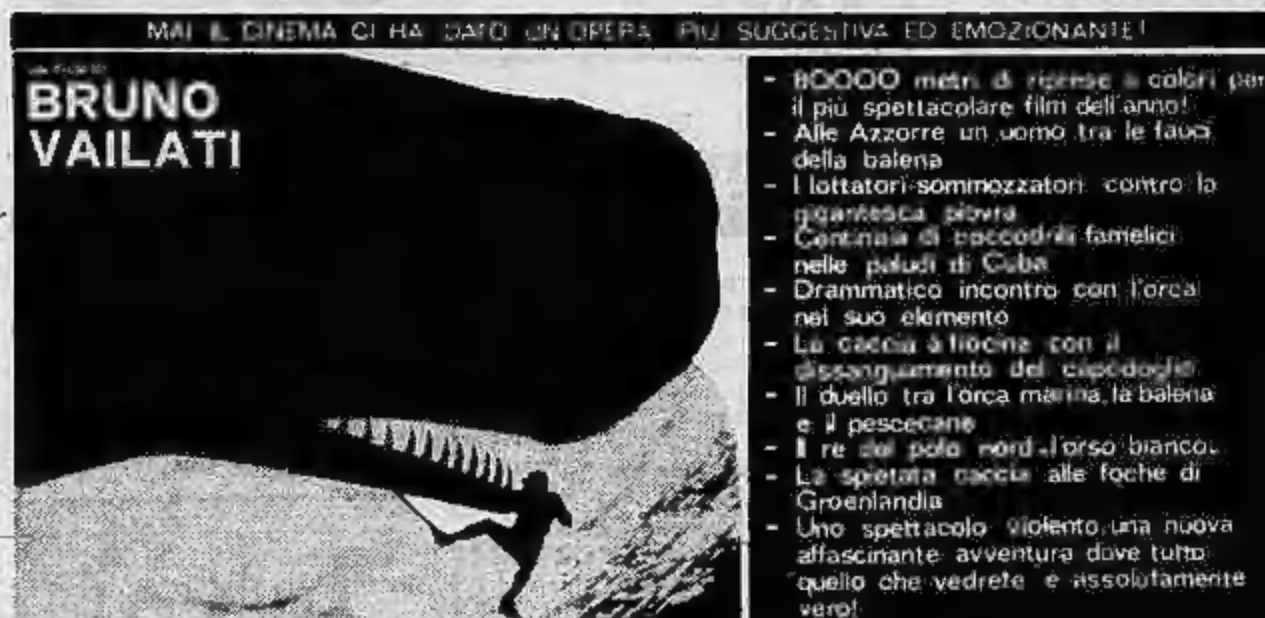 MAI IL CINEMA CI HA DATO UN OPERA PIU SUGGESTIVA ED EMOZIONANTE!
BRUNO
VAILATI
- 80000 metri di riprese a colori per
il più spettacolare film dell'anno!
- Alle Azzorre un uomo tra le fauci
della balena
- I lottatori-sommozzatori contro la
gigantesca piovra
- Centinaia di coccodrilli famelici
nelle paludi di Cuba
- Drammatico incontro con l'orca
nel suo elemento
- La caccia a fiocina con il
dissanguamento del capodoglio
- Il duello tra l'orca marina, la balena
e il pescecane
- Il re del polo nord-l'orso bianco.
- La spietata caccia alle foche di
Groenlandia
- Uno spettacolo violento, una nuova
affascinante avventura dove tutto
quello che vedrete e assolutamente
vero!